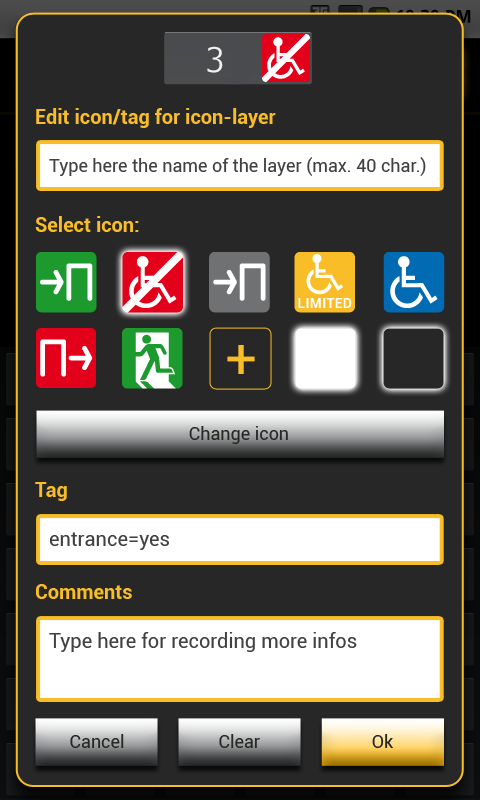 3
Edit icon/tag for icon-layer
Type here the name of the layer (max. 40 char.)
Select icon:
LIMITED
+
Change icon
Tag
entrance=yes
Comments
Type here for recording more infos
Cancel Clear Ok